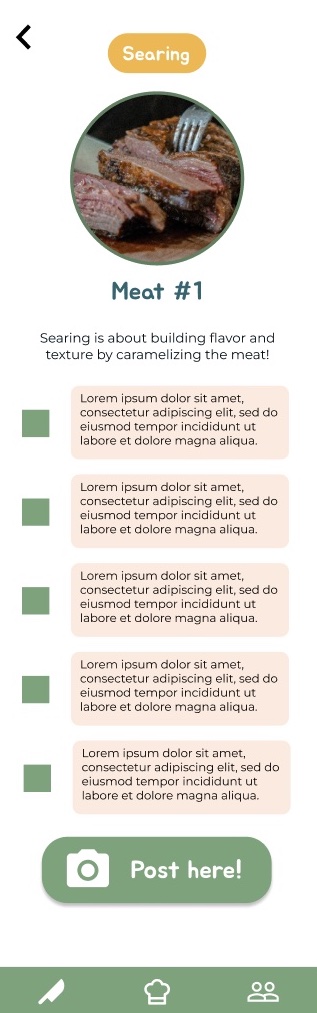 Searing
Meat #1
Searing is about building flavor and
texture by caramelizing the meat!
Lorem ipsum dolor sit amet,
consectetur adipiscing elit, sed do
eiusmod tempor incididunt ut
labore et dolore magna aliqua.
Lorem ipsum dolor sit amet,
consectetur adipiscing elit, sed do
eiusmod tempor incididunt ut
labore et dolore magna aliqua.
Lorem ipsum dolor sit amet,
consectetur adipiscing elit, sed do
eiusmod tempor incididunt ut
labore et dolore magna aliqua.
Lorem ipsum dolor sit amet,
consectetur adipiscing elit, sed do
eiusmod tempor incididunt ut
labore et dolore magna aliqua.
Lorem ipsum dolor sit amet,
consectetur adipiscing elit, sed do
eiusmod tempor incididunt ut
labore et dolore magna aliqua.
Post here!